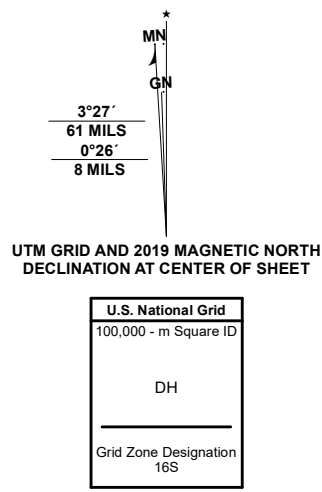 MN
GN
3°27´
61 MILS
0°26´
8 MILS
UTM GRID AND 2019 MAGNETIC NORTH
DECLINATION AT CENTER OF SHEET
U.S. National Grid
100,000 - m Square ID
DH
Grid Zone Designation
16S